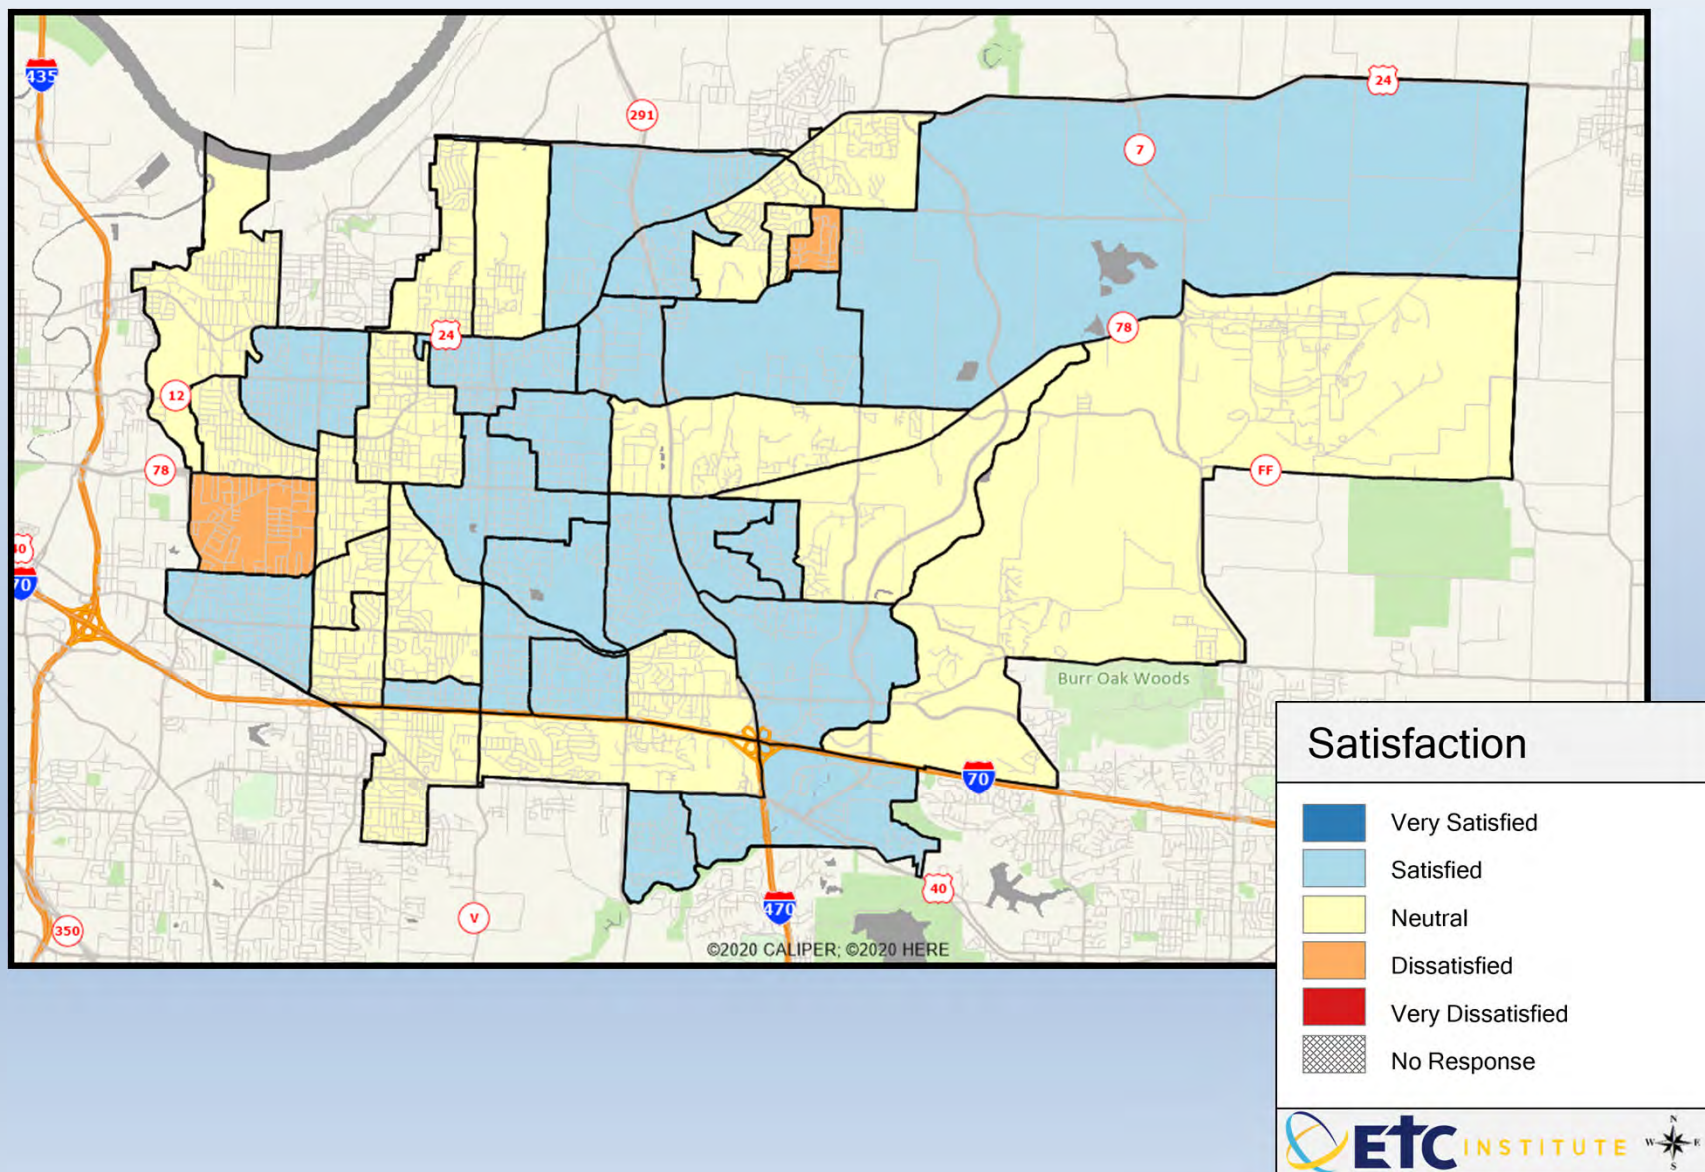 435
24
291
7
24
78
12
78
FF
40
70
Burr Oak Woods
70
40
470
V
350
©2020 CALIPER; ©2020 HERE
Satisfaction
Very Satisfied
Satisfied
Neutral
Dissatisfied
Very Dissatisfied
No Response
ETC INSTITUTE
N
W E
S